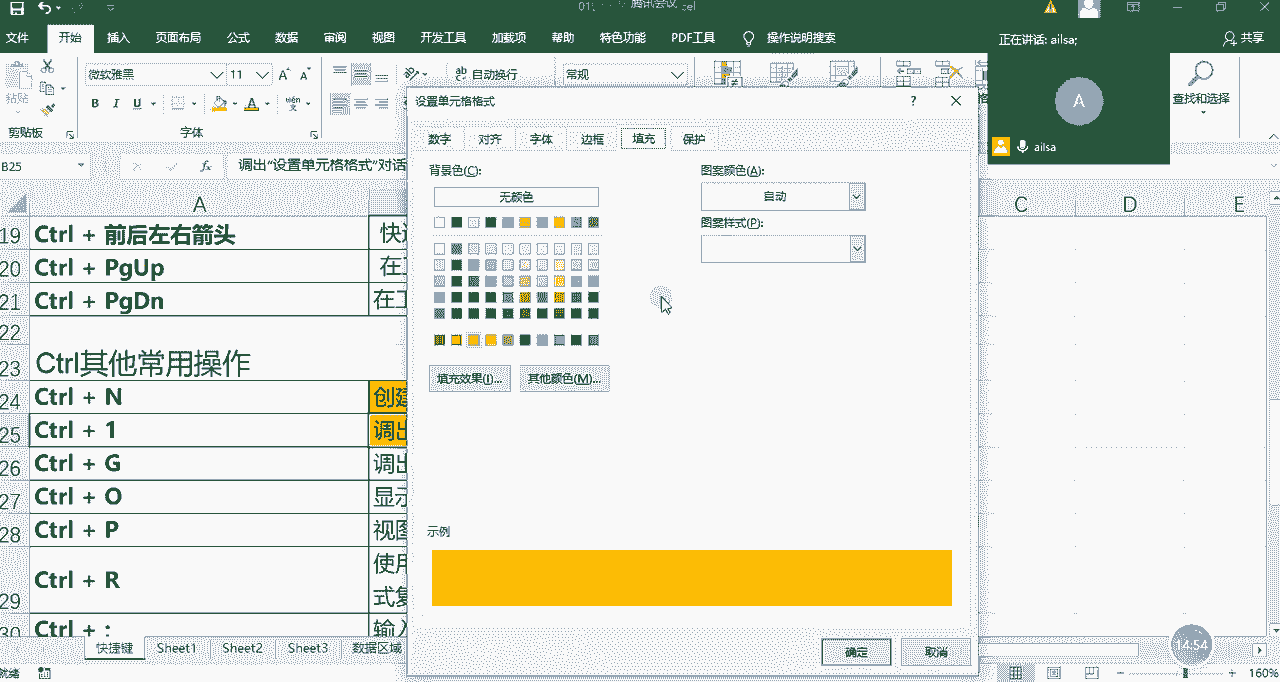 腾讯会议
文件 开始 插入 页面布局 公式 数据 审阅 视图 开发工具 加载项 帮助 特色功能 PDF工具 操作说明搜索 共享
正在讲话: ailsa;
A
ailsa
粘贴
剪贴板
微软雅黑 11
B I U
字体
ab 自动换行
常规
查找和选择
B25
fx
调出“设置单元格格式”对话
A C D E
19 Ctrl + 前后左右箭头
20 Ctrl + PgUp 在
21 Ctrl + PgDn 在工
22
23 Ctrl其他常用操作
24 Ctrl + N 创建
25 Ctrl + 1 调出
26 Ctrl + G 调出
27 Ctrl + O 显示
28 Ctrl + P 视图
29 Ctrl + R 使用
式复
30 Ctrl + ; 输入
设置单元格格式 ?
数字 对齐 字体 边框 填充 保护
背景色(C):
无颜色
图案颜色(A):
自动
图案样式(P):
填充效果(I)... 其他颜色(M)...
示例
确定 取消
快捷键 Sheet1 Sheet2 Sheet3 数据区域
14:54
就绪
160%